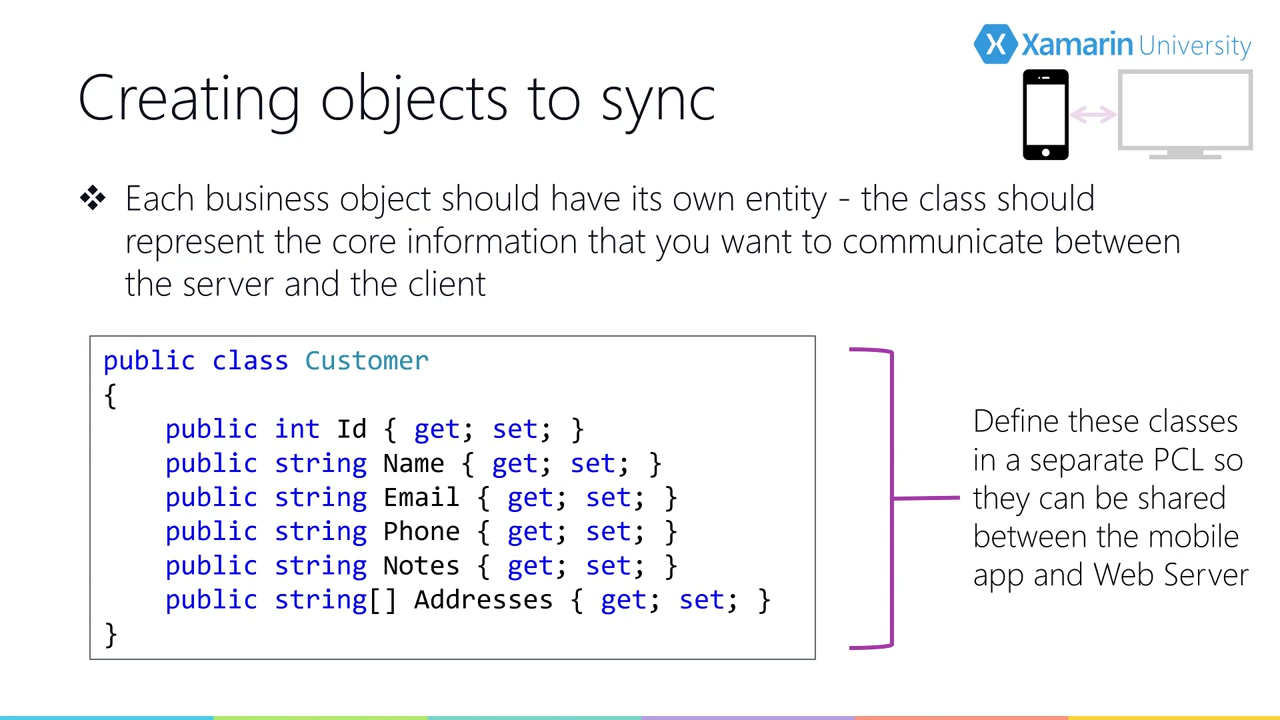 Xamarin University
Creating objects to sync
❖ Each business object should have its own entity - the class should
represent the core information that you want to communicate between
the server and the client
public class Customer
{
    public int Id { get; set; }
    public string Name { get; set; }
    public string Email { get; set; }
    public string Phone { get; set; }
    public string Notes { get; set; }
    public string[] Addresses { get; set; }
}
Define these classes
in a separate PCL so
they can be shared
between the mobile
app and Web Server